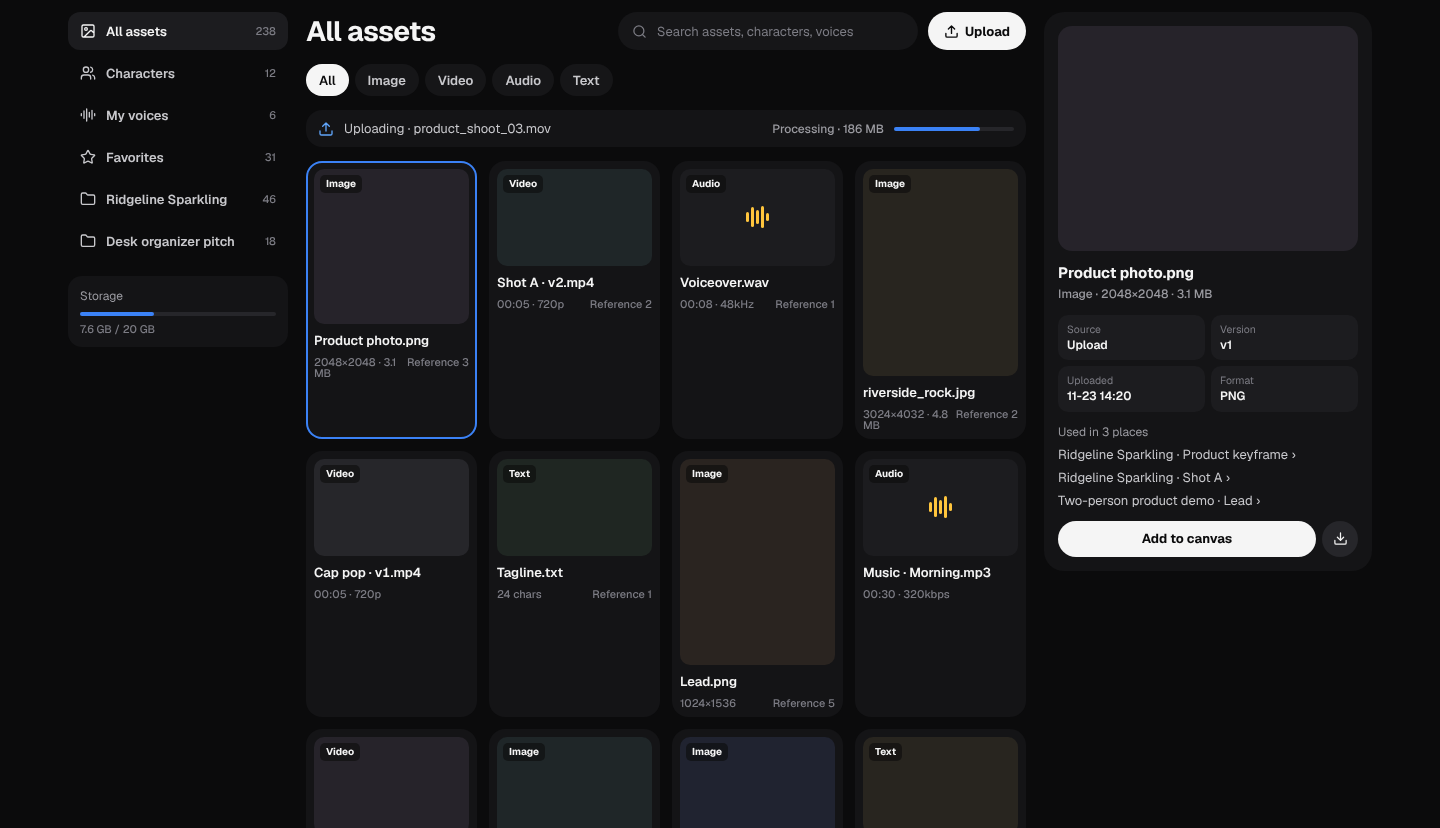 All assets 238
Characters 12
My voices 6
Favorites 31
Ridgeline Sparkling 46
Desk organizer pitch 18
Storage
7.6 GB / 20 GB
All assets
Search assets, characters, voices
Upload
All Image Video Audio Text
Uploading · product_shoot_03.mov Processing · 186 MB
Image
Product photo.png
2048×2048 · 3.1 MB Reference 3
Video
Shot A · v2.mp4
00:05 · 720p Reference 2
Audio
Voiceover.wav
00:08 · 48kHz Reference 1
Image
riverside_rock.jpg
3024×4032 · 4.8 MB Reference 2
Video
Cap pop · v1.mp4
00:05 · 720p
Text
Tagline.txt
24 chars Reference 1
Image
Lead.png
1024×1536 Reference 5
Audio
Music · Morning.mp3
00:30 · 320kbps
Video
Image
Image
Text
Product photo.png
Image · 2048×2048 · 3.1 MB
Source
Upload
Version
v1
Uploaded
11-23 14:20
Format
PNG
Used in 3 places
Ridgeline Sparkling · Product keyframe ›
Ridgeline Sparkling · Shot A ›
Two-person product demo · Lead ›
Add to canvas